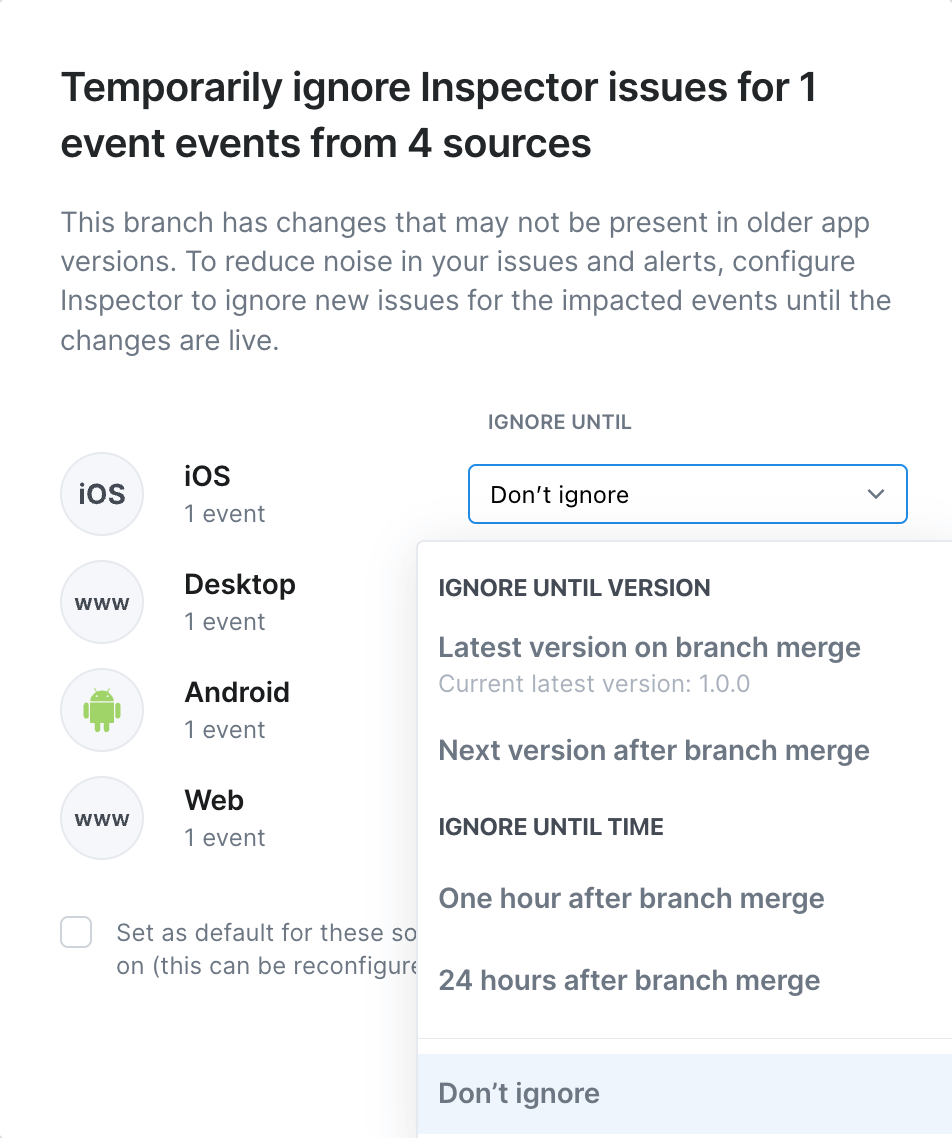 Temporarily ignore Inspector issues for 1
event events from 4 sources
This branch has changes that may not be present in older app
versions. To reduce noise in your issues and alerts, configure
Inspector to ignore new issues for the impacted events until the
changes are live.
IGNORE UNTIL
iOS
iOS
1 event
Don’t ignore
www
Desktop
1 event
Android
1 event
www
Web
1 event
Set as default for these
on (this can be
IGNORE UNTIL VERSION
Latest version on branch merge
Current latest version: 1.0.0
Next version after branch merge
IGNORE UNTIL TIME
One hour after branch merge
24 hours after branch merge
Don’t ignore